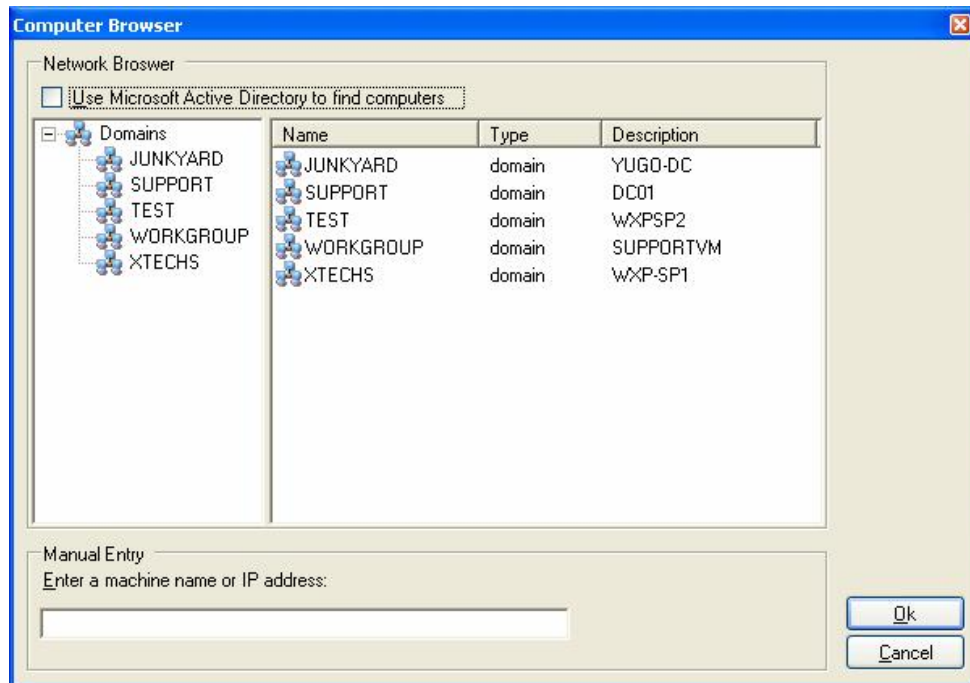 Computer Browser
Network Broswer
Use Microsoft Active Directory to find computers
Domains
JUNKYARD
SUPPORT
TEST
WORKGROUP
XTECHS
Name Type Description
JUNKYARD domain YUGO-DC
SUPPORT domain DC01
TEST domain WXPSP2
WORKGROUP domain SUPPORTVM
XTECHS domain WXP-SP1
Manual Entry
Enter a machine name or IP address:
Ok
Cancel